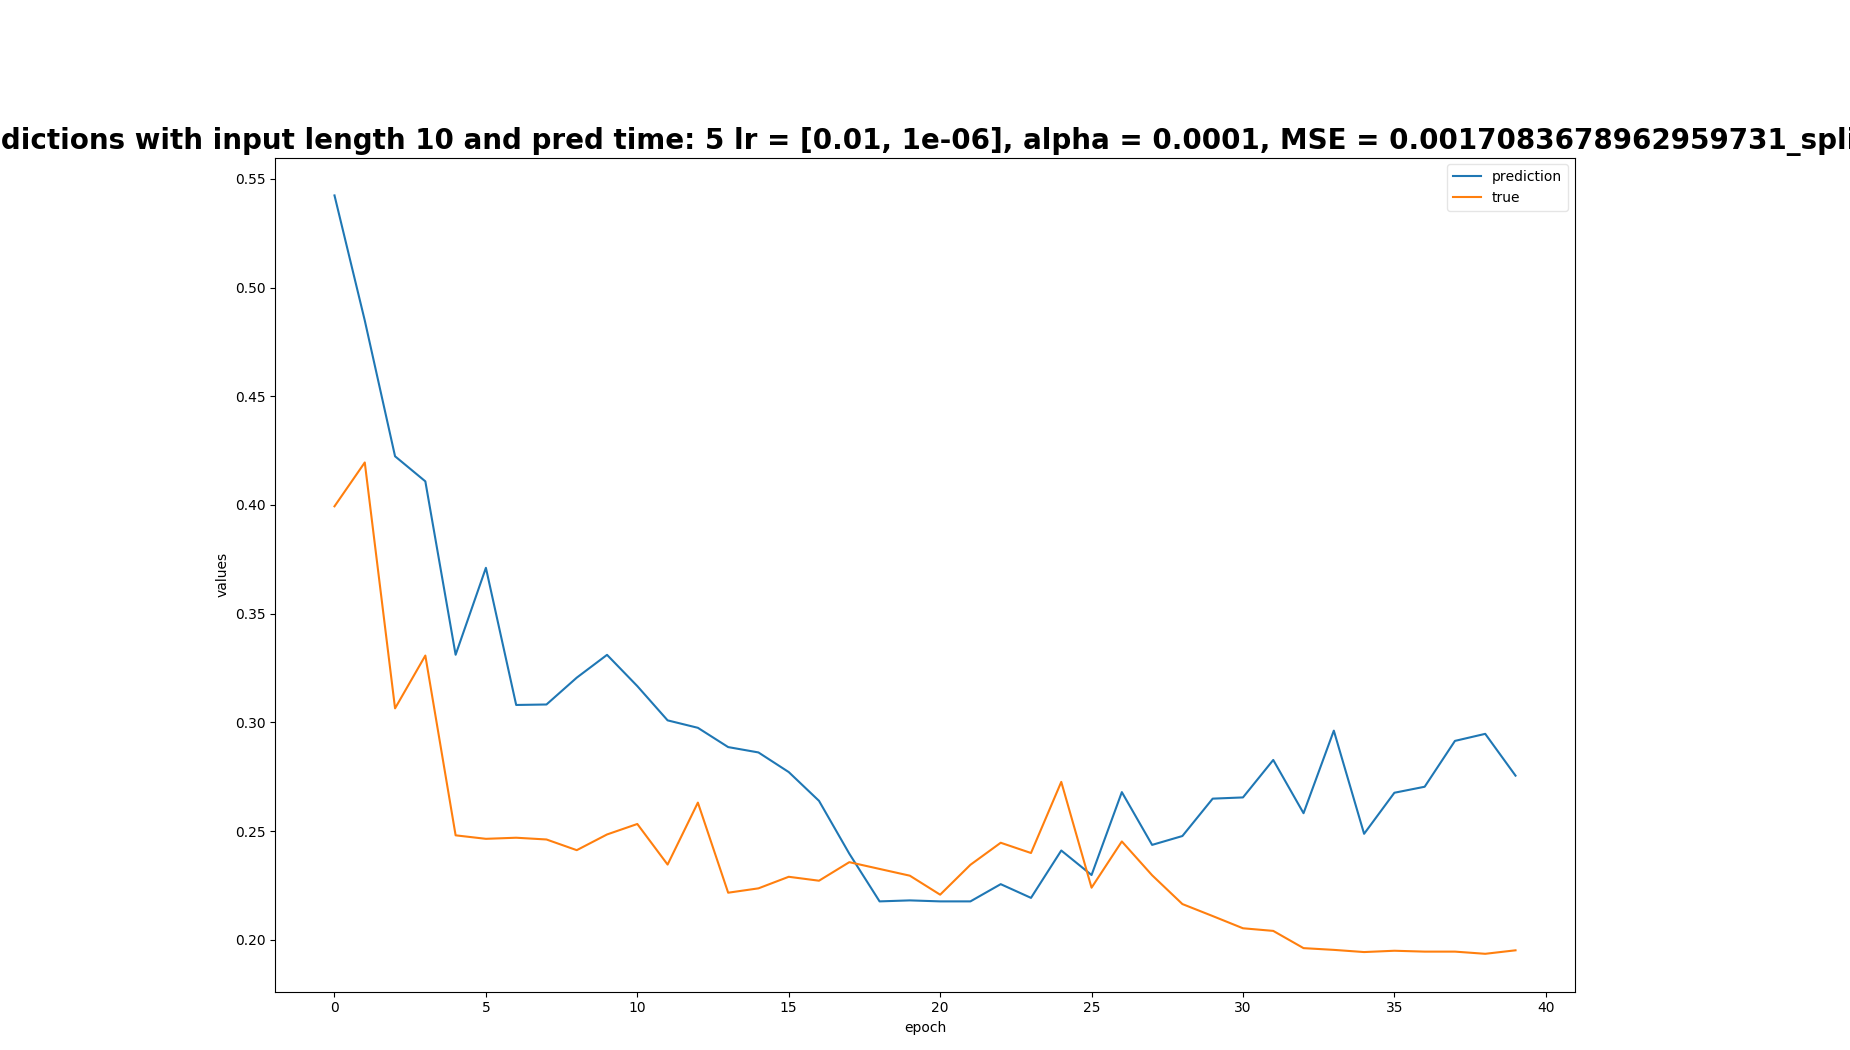 dictions with input length 10 and pred time: 5 lr = [0.01, 1e-06], alpha = 0.0001, MSE = 0.0017083678962959731_spli
prediction
true
0.55
0.50
0.45
0.40
0.35
0.30
0.25
0.20
values
0 5 10 15 20 25 30 35 40
epoch